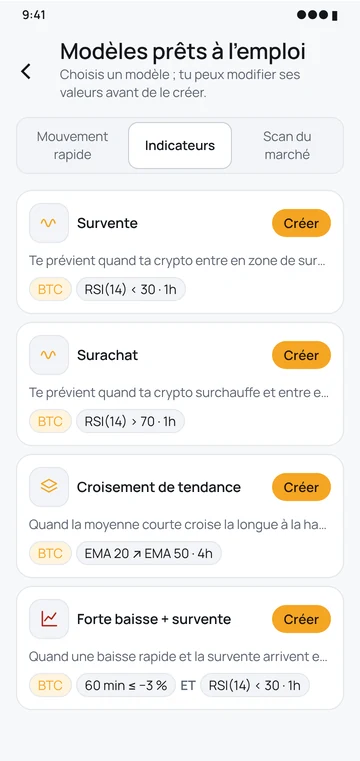 9:41
Modèles prêts à l'emploi
Choisis un modèle ; tu peux modifier ses
valeurs avant de le créer.
Mouvement
rapide
Indicateurs
Scan du
marché
Survente
Créer
Te prévient quand ta crypto entre en zone de sur…
BTC
RSI(14) < 30 · 1h
Surachat
Créer
Te prévient quand ta crypto surchauffe et entre e…
BTC
RSI(14) > 70 · 1h
Croisement de tendance
Créer
Quand la moyenne courte croise la longue à la ha…
BTC
EMA 20 ↗ EMA 50 · 4h
Forte baisse + survente
Créer
Quand une baisse rapide et la survente arrivent e…
BTC
60 min ≤ −3 %
ET
RSI(14) < 30 · 1h